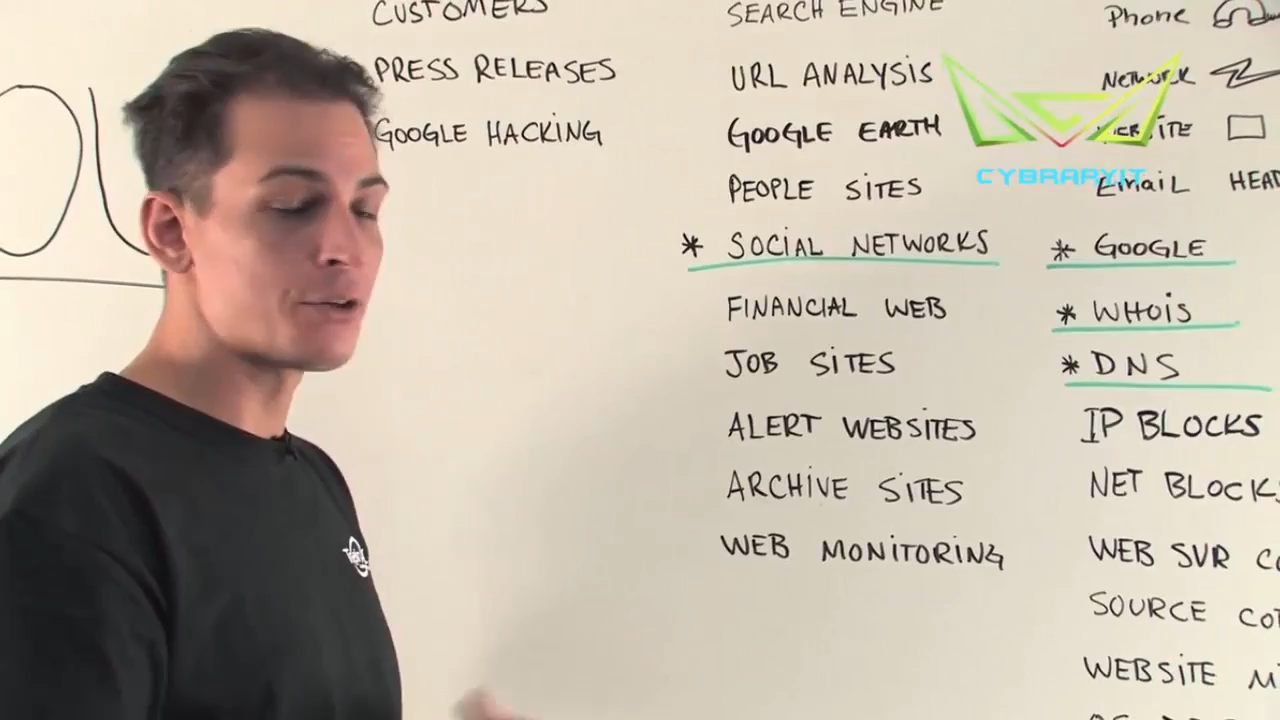 CUSTOMERS
PRESS RELEASES
GOOGLE HACKING
SEARCH ENGINE
URL ANALYSIS
GOOGLE EARTH
PEOPLE SITES
* SOCIAL NETWORKS
FINANCIAL WEB
JOB SITES
ALERT WEBSITES
ARCHIVE SITES
WEB MONITORING
Phone
NETWORK
EMAIL HEAD
* GOOGLE
* WHOIS
* DNS
IP BLOCKS
NET BLOCKS
WEB SVR
SOURCE
WEBSITE
CYBRARYIT